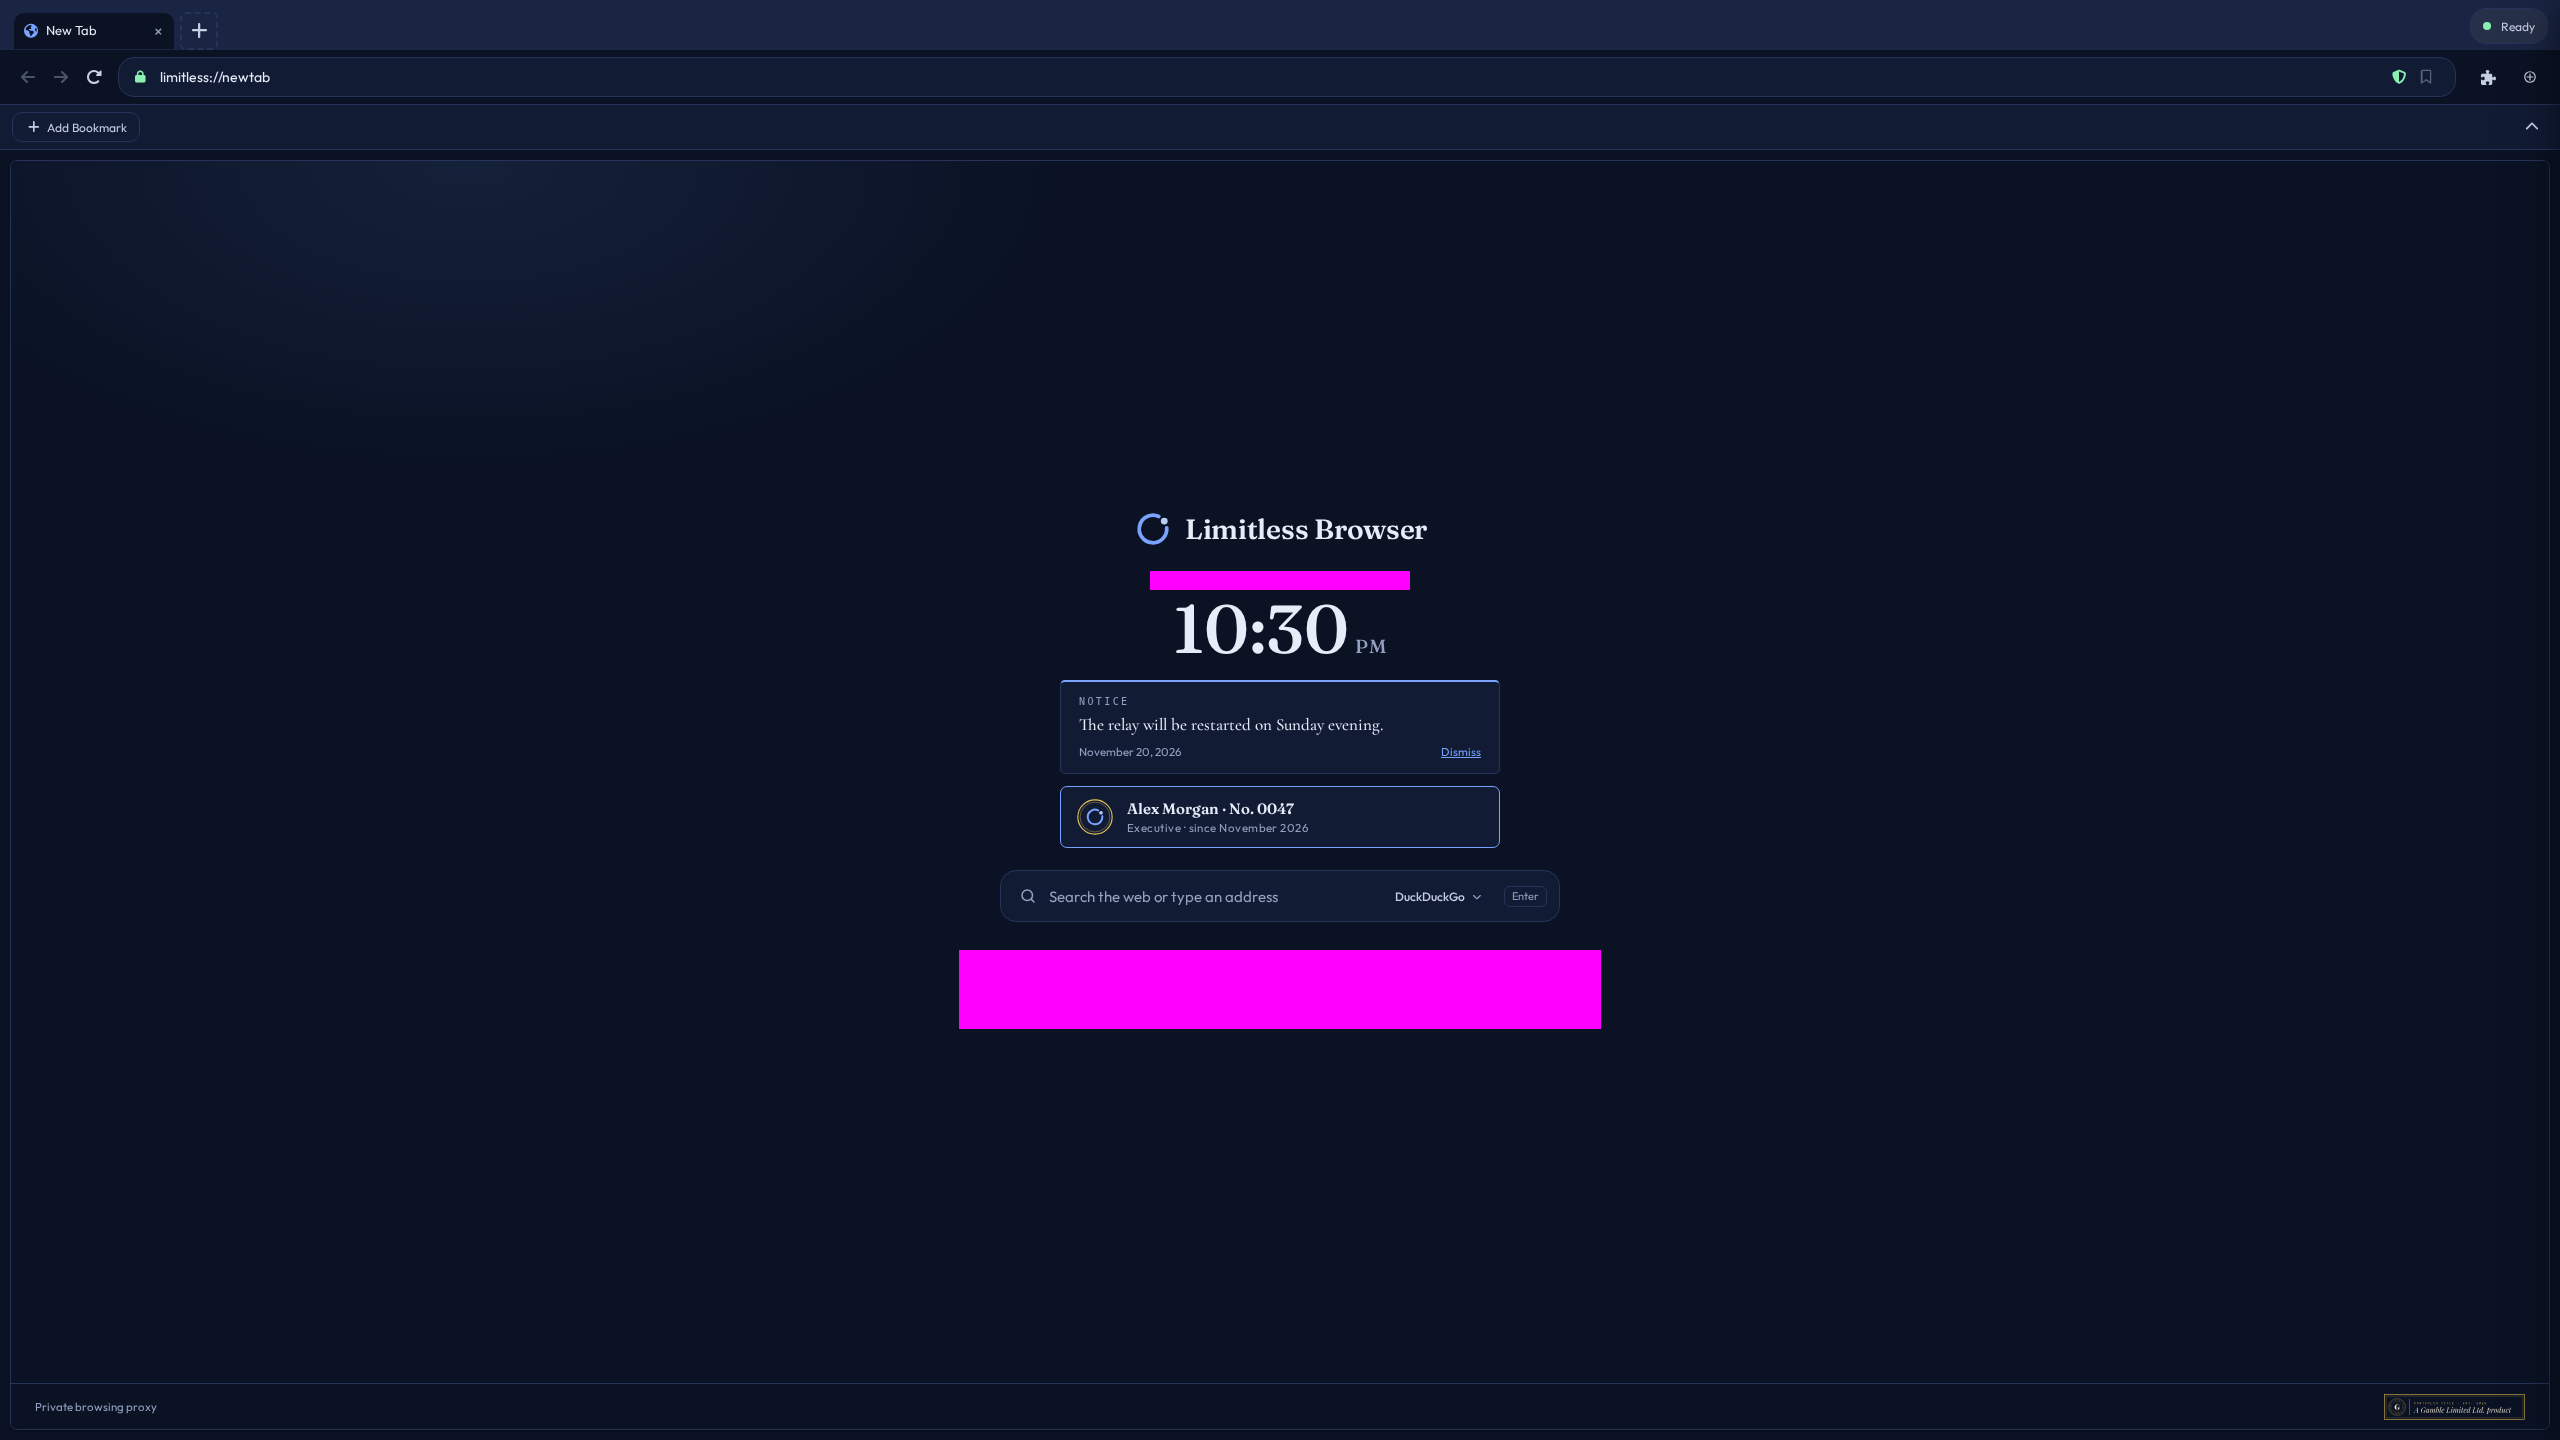 New Tab
Ready
limitless://newtab
Add Bookmark
Limitless Browser
10:30 PM
NOTICE
The relay will be restarted on Sunday evening.
November 20, 2026
Dismiss
Alex Morgan · No. 0047
Executive · since November 2026
Search the web or type an address
DuckDuckGo
Enter
Private browsing proxy
G
A Gamble Limited Ltd. product